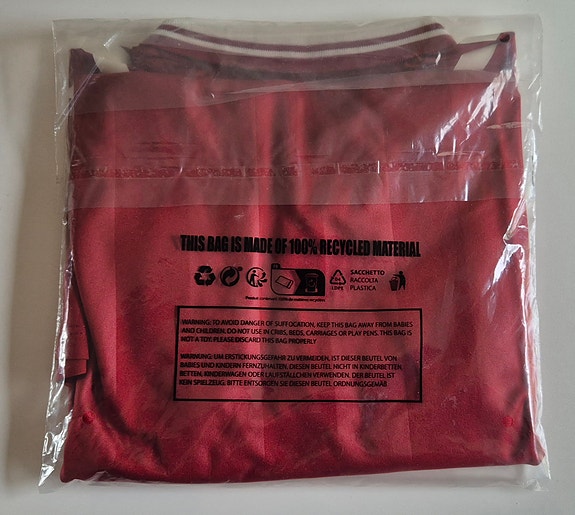 THIS BAG IS MADE OF 100% RECYCLED MATERIAL
SACCHETTO
RACCOLTA
PLASTICA
WARNING: TO AVOID DANGER OF SUFFOCATION, KEEP THIS BAG AWAY FROM BABIES
AND CHILDREN. DO NOT USE IN CRIBS, BEDS, CARRIAGES OR PLAY PENS. THIS BAG IS
NOT A TOY. PLEASE DISCARD THIS BAG PROPERLY
WARNUNG: UM ERSTICKUNGSGEFAHR ZU VERMEIDEN, IST DIESER BEUTEL VON
BABIES UND KINDERN FERNZUHALTEN. DIESEN BEUTEL NICHT IN KINDERBETTEN,
BETTEN, KINDERWAGEN ODER LAUFSTÄLLCHEN VERWENDEN. DER BEUTEL IST
KEIN SPIELZEUG. BITTE ENTSORGEN SIE DIESEN BEUTEL ORDNUNGSGEMÄß.